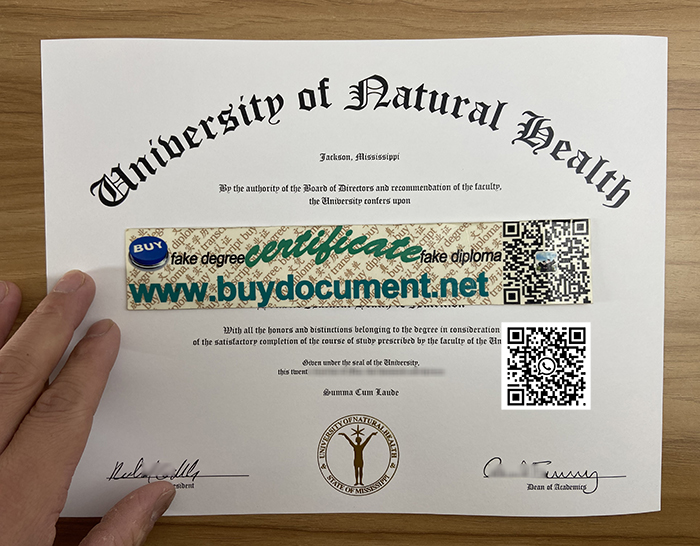 University of Natural Health
Jackson, Mississippi
By the authority of the Board of Directors and recommendation of the faculty,
the University confers upon
BUY
fake degree certificate fake diploma
www.buydocument.net
With all the honors and distinctions belonging to the degree in consideration
of the satisfactory completion of the course of study prescribed by the faculty of the Un
Given under the seal of the University,
this twent
Summa Cum Laude
UNIVERSITY OF NATURAL HEALTH
STATE OF MISSISSIPPI
sident
Dean of Academics